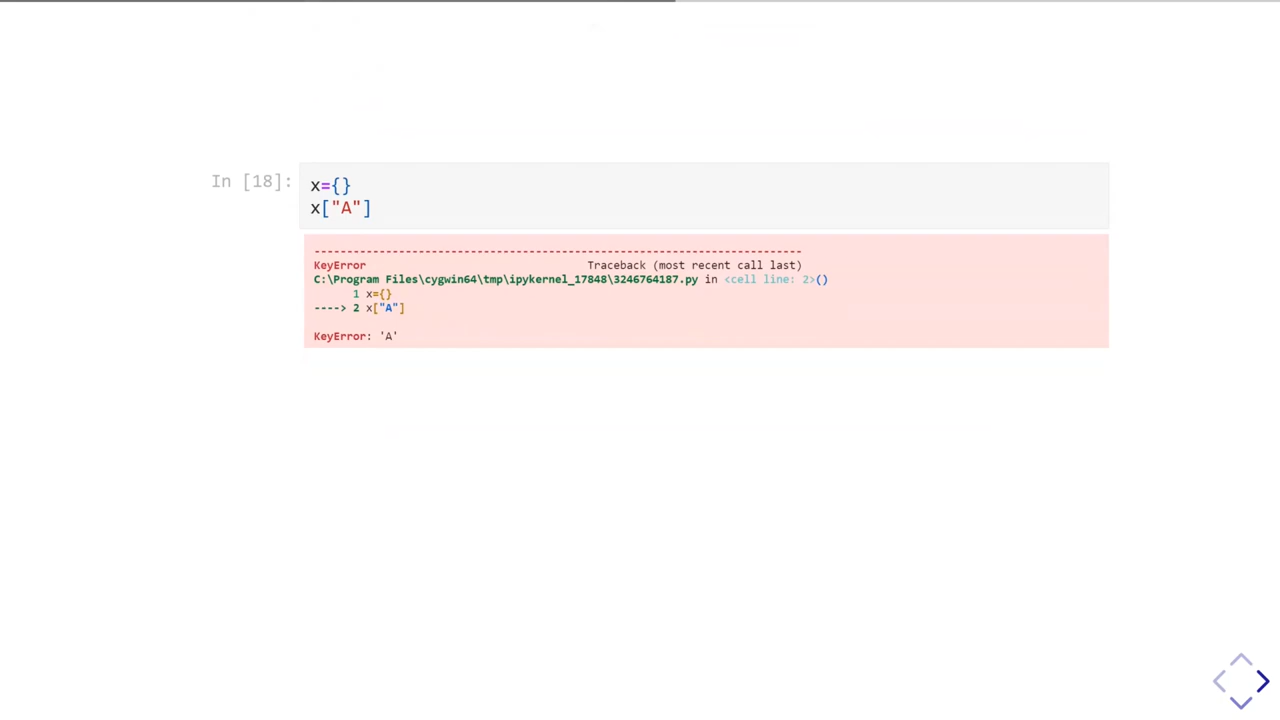 In [18]:
x={}
x["A"]
---------------------------------------------------------------------------
KeyError                                  Traceback (most recent call last)
C:\Program Files\cygwin64\tmp\ipykernel_17848\3246764187.py in <cell line: 2>()
      1 x={}
----> 2 x["A"]
KeyError: 'A'